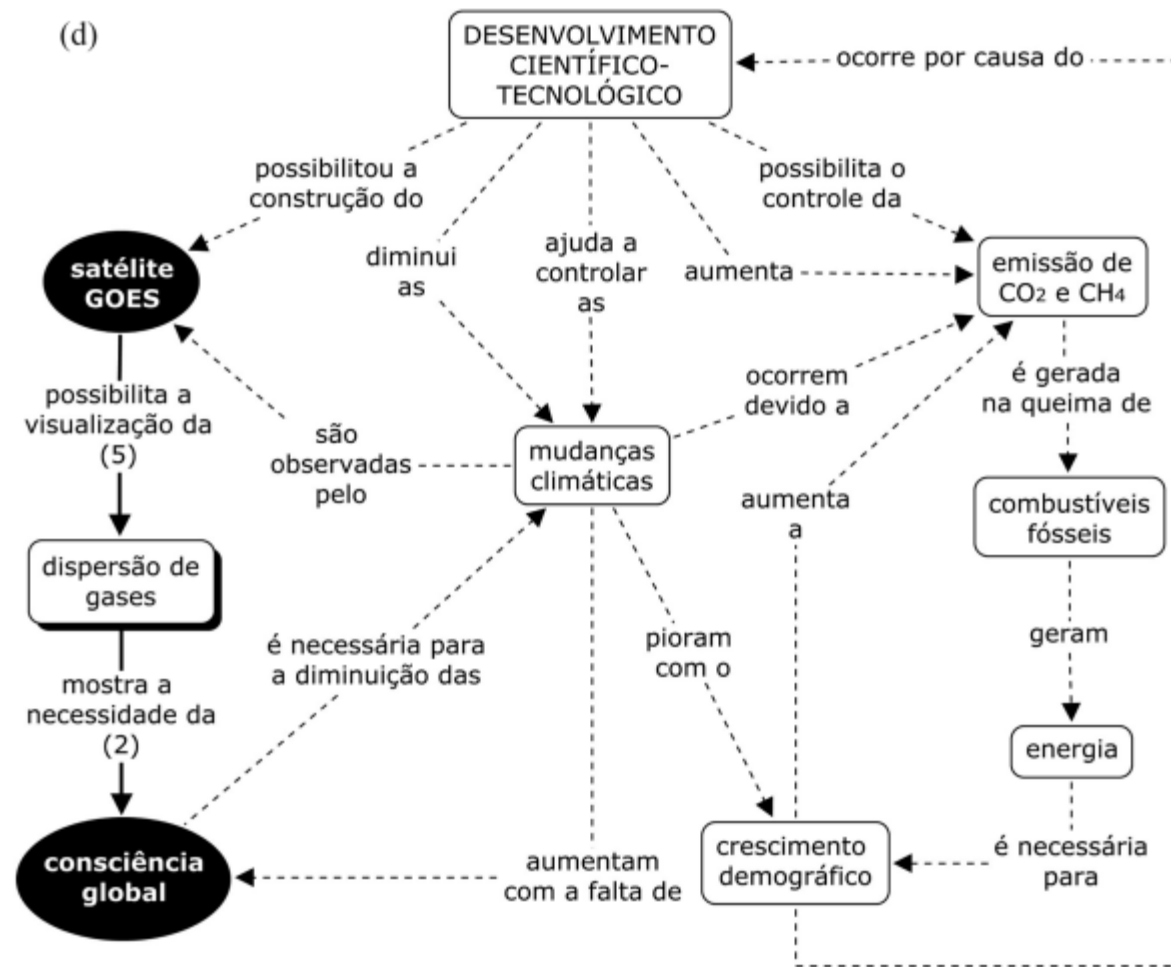 (d)
DESENVOLVIMENTO
CIENTÍFICO-
TECNOLÓGICO
ocorre por causa do
possibilitou a
construção do
diminui
as
ajuda a
controlar
as
aumenta
possibilita o
controle da
satélite
GOES
emissão de
CO₂ e CH₄
possibilita a
visualização da
(5)
são
observadas
pelo
mudanças
climáticas
ocorrem
devido a
é gerada
na queima de
aumenta
a
combustíveis
fósseis
dispersão de
gases
é necessária para
a diminuição das
pioram
com o
geram
mostra a
necessidade da
(2)
energia
consciência
global
aumentam
com a falta de
crescimento
demográfico
é necessária
para